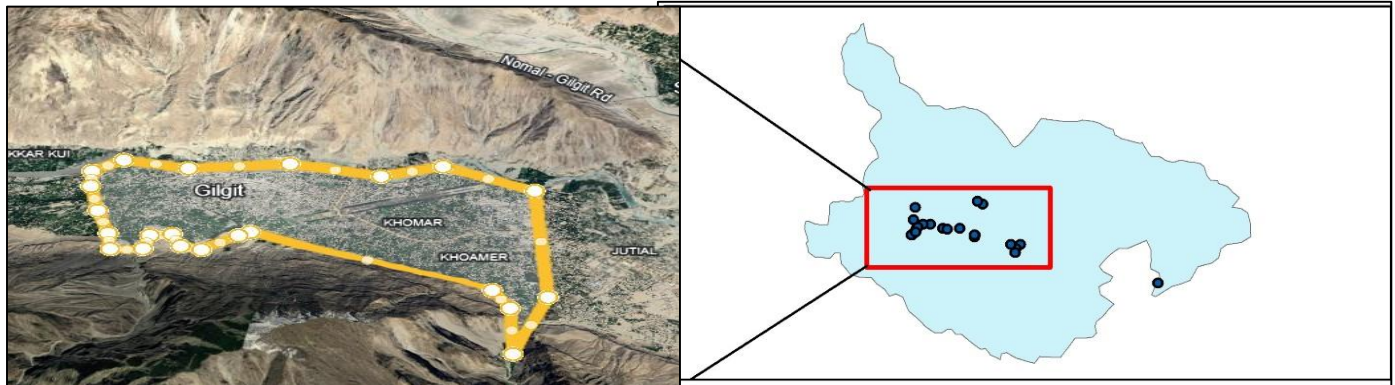 Nomal - Gilgit Rd
KKAR KUI
Gilgit
KHOMAR
KHOAMER
JUTIAL